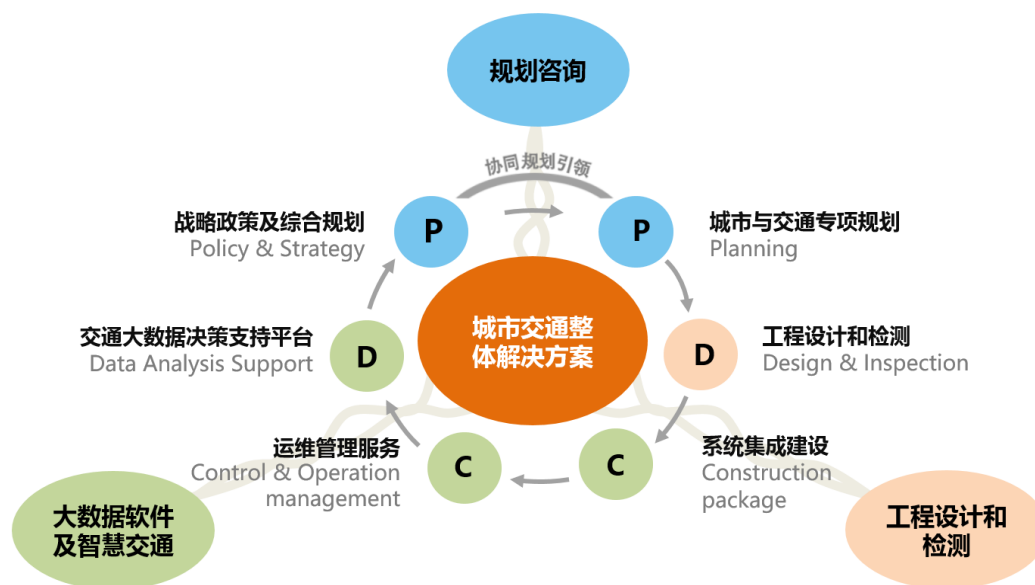 规划咨询
协同规划引领
P
P
战略政策及综合规划
Policy & Strategy
城市与交通专项规划
Planning
城市交通整
体解决方案
交通大数据决策支持平台
Data Analysis Support
D
D
工程设计和检测
Design & Inspection
运维管理服务
Control & Operation
management
C
C
系统集成建设
Construction
package
大数据软件
及智慧交通
工程设计和
检测